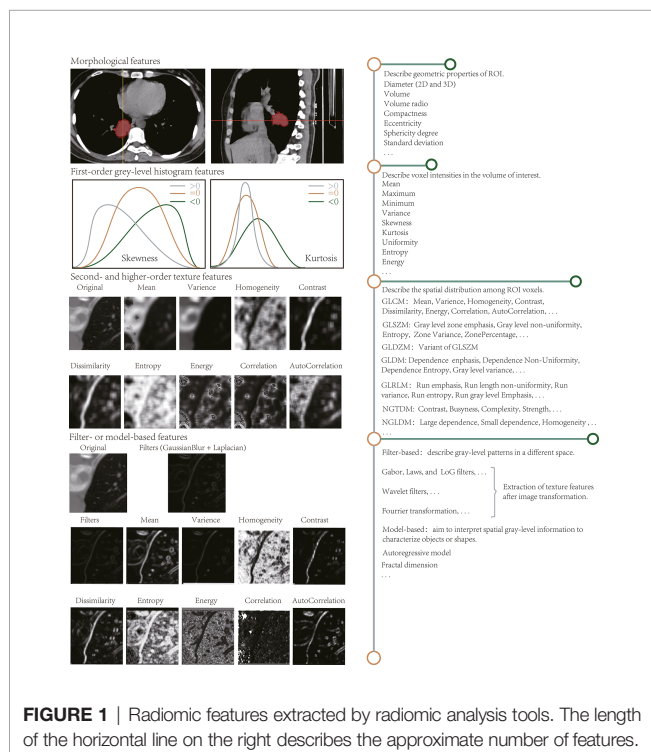 Morphological features
Describe geometric properties of ROI.
Diameter (2D and 3D)
Volume
Volume radio
Compactness
Eccentricity
Sphericity degree
Standard deviation
. . .
First-order grey-level histogram features
>0
=0
<0
Skewness
>0
=0
<0
Kurtosis
Describe voxel intensities in the volume of interest.
Mean
Maximum
Minimum
Variance
Skewness
Kurtosis
Uniformity
Entropy
Energy
. . .
Second- and higher-order texture features
Original Mean Varience Homogeneity Contrast
Dissimilarity Entropy Energy Correlation AutoCorrelation
Describe the spatial distribution among ROI voxels.
GLCM: Mean, Varience, Homogeneity, Contrast,
Dissimilarity, Energy, Correlation, AutoCorrelation, . . .
GLSZM: Gray level zone emphasis, Gray level non-uniformity,
Entropy, Zone Variance, ZonePercentage, . . .
GLDZM: Variant of GLSZM
GLDM: Dependence enphasis, Dependence Non-Uniformity,
Dependence Entropy, Gray level variance, . . .
GLRLM: Run emphasis, Run length non-uniformity, Run
variance, Run entropy, Run gray level Emphasis, . . .
NGTDM: Contrast, Busyness, Complexity, Strength, . . .
NGLDM: Large dependence, Small dependence, Homogeneity , . . .
. . .
Filter- or model-based features
Original Filters (GaussianBlur + Laplacian)
Filters Mean Variance Homogeneity Contrast
Dissimilarity Entropy Energy Correlation AutoCorrelation
Filter-based: describe gray-level patterns in a different space.
Gabor, Laws, and LoG filters, . . .
Wavelet filters, . . .
Fourrier transformation, . . .
Extraction of texture features
after image transformation.
Model-based: aim to interpret spatial gray-level information to
characterize objects or shapes.
Autoregressive model
Fractal dimension
. . .
FIGURE 1 | Radiomic features extracted by radiomic analysis tools. The length
of the horizontal line on the right describes the approximate number of features.